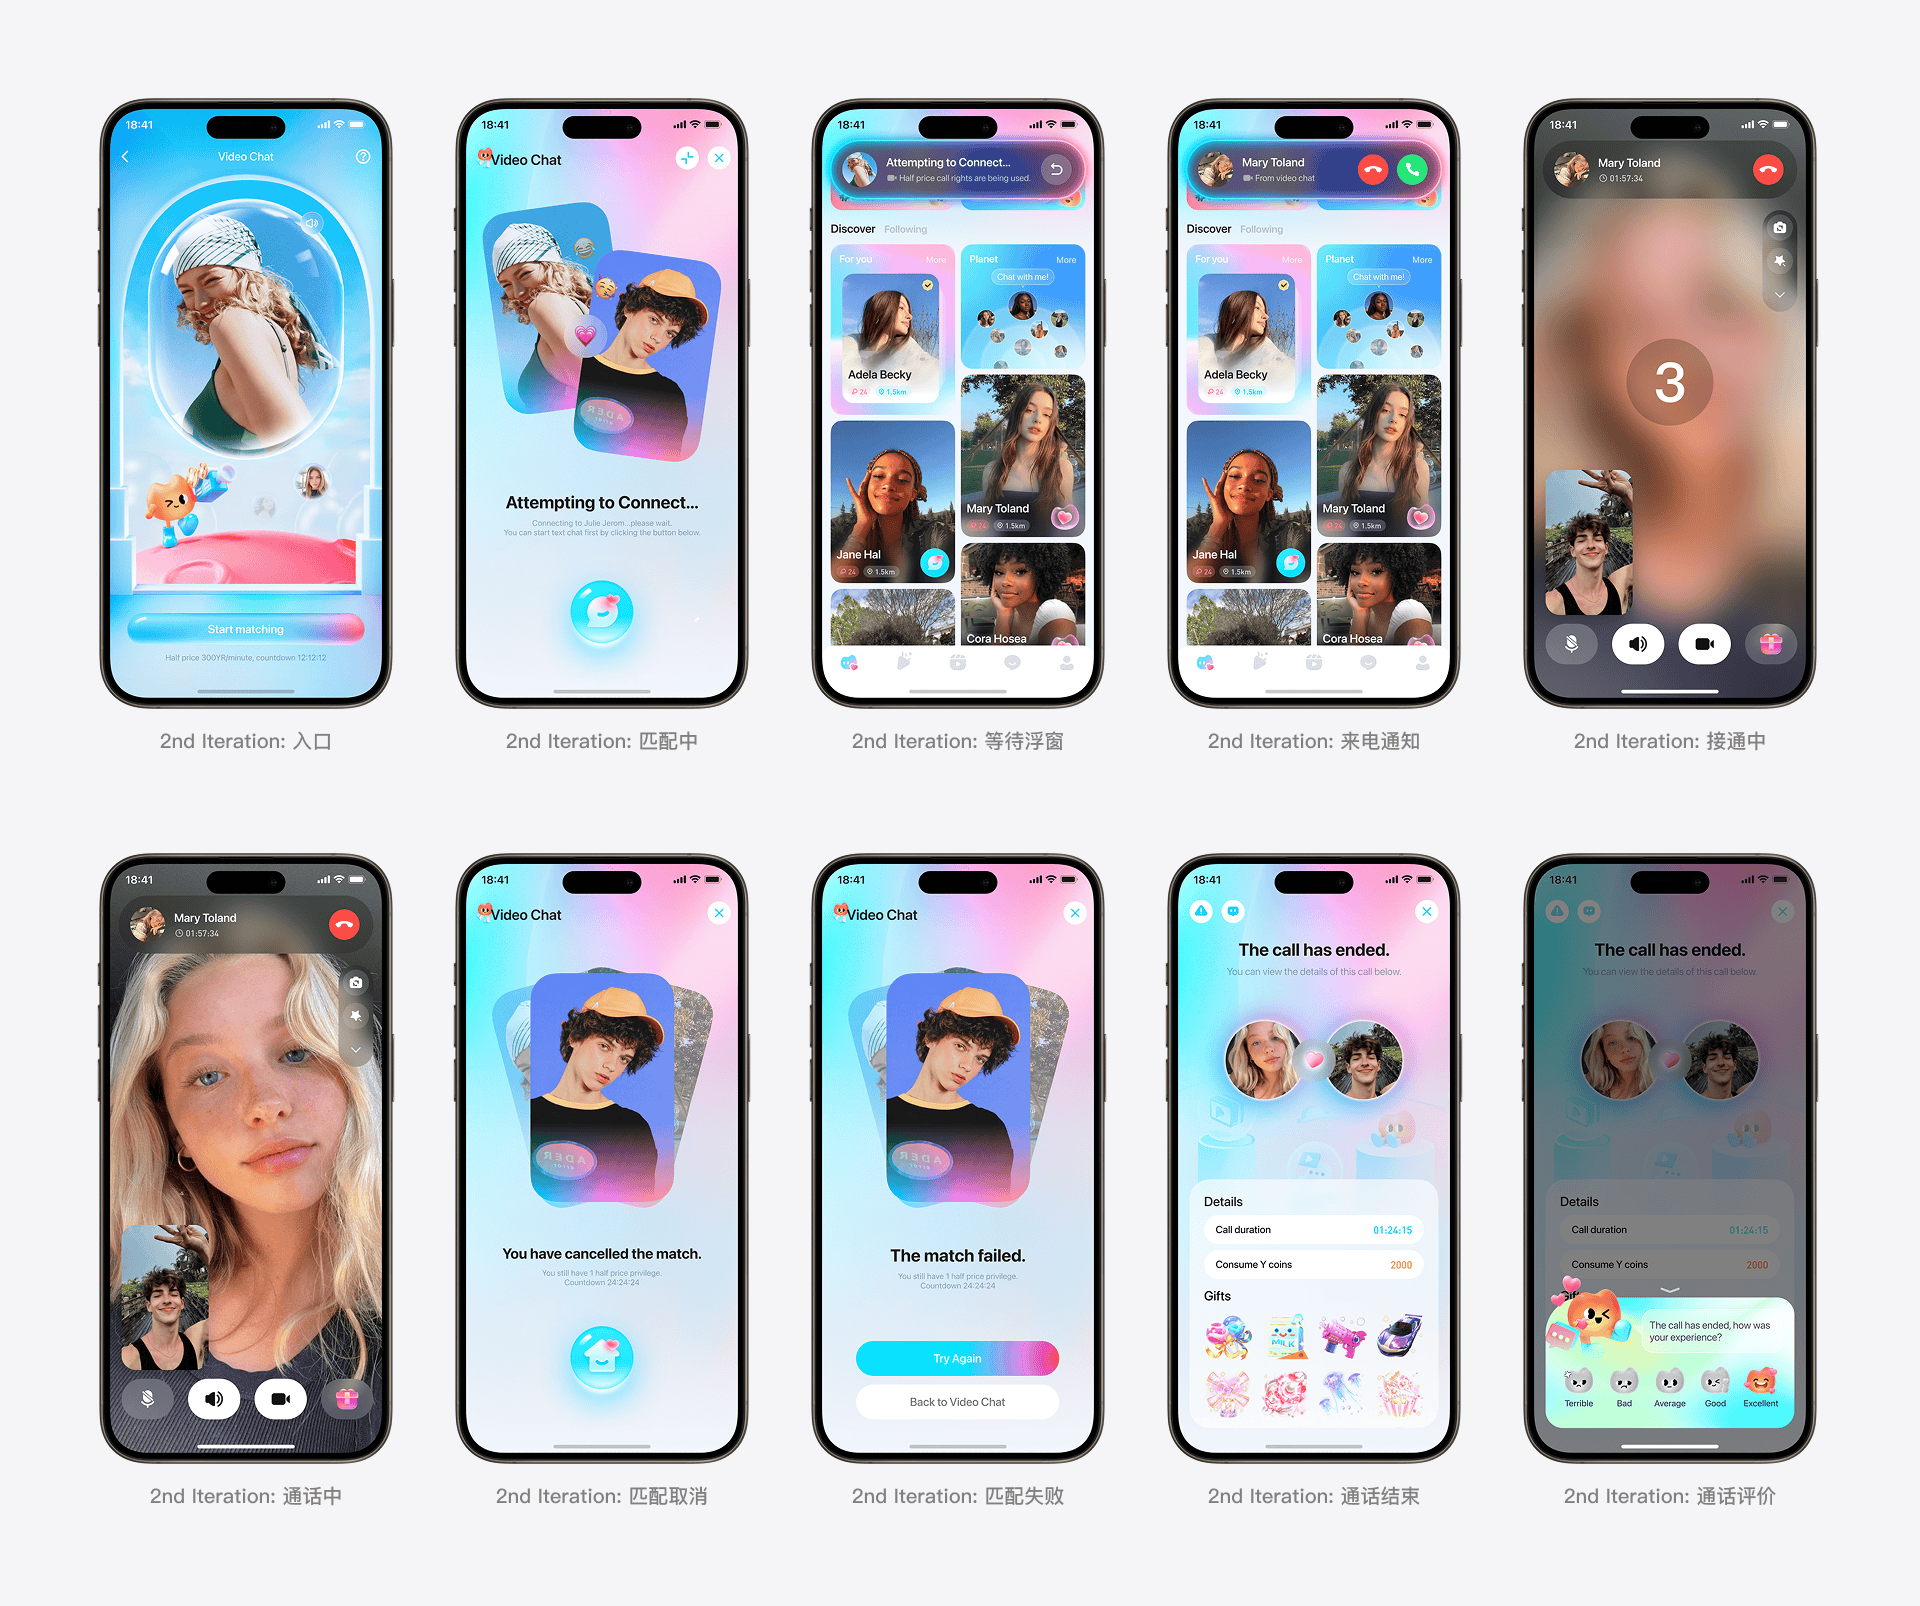 18:41
Video Chat
Start matching
Half price 300YR/minute, countdown 12:12:12
2nd Iteration: 入口
18:41
Video Chat
Attempting to Connect...
Connecting to Julie Jerom...please wait.
You can start text chat first by clicking the button below.
2nd Iteration: 匹配中
18:41
Attempting to Connect...
Half price call rights are being used.
Discover Following
For you More
Adela Becky
24 1.5km
Planet More
Chat with me!
Mary Toland
24 1.5km
Jane Hal
24 1.5km
Cora Hosea
2nd Iteration: 等待浮窗
18:41
Mary Toland
From video chat
Discover Following
For you More
Adela Becky
24 1.5km
Planet More
Chat with me!
Mary Toland
24 1.5km
Jane Hal
24 1.5km
Cora Hosea
2nd Iteration: 来电通知
18:41
Mary Toland
01:57:34
3
2nd Iteration: 接通中
18:41
Mary Toland
01:57:34
2nd Iteration: 通话中
18:41
Video Chat
You have cancelled the match.
You still have 1 half price privilege.
Countdown 24:24:24
2nd Iteration: 匹配取消
18:41
Video Chat
The match failed.
You still have 1 half price privilege.
Countdown 24:24:24
Try Again
Back to Video Chat
2nd Iteration: 匹配失败
18:41
The call has ended.
You can view the details of this call below.
Details
Call duration 01:24:15
Consume Y coins 2000
Gifts
MILK
2nd Iteration: 通话结束
18:41
The call has ended.
You can view the details of this call below.
Details
Call duration 01:24:15
Consume Y coins 2000
The call has ended, how was
your experience?
Terrible Bad Average Good Excellent
2nd Iteration: 通话评价